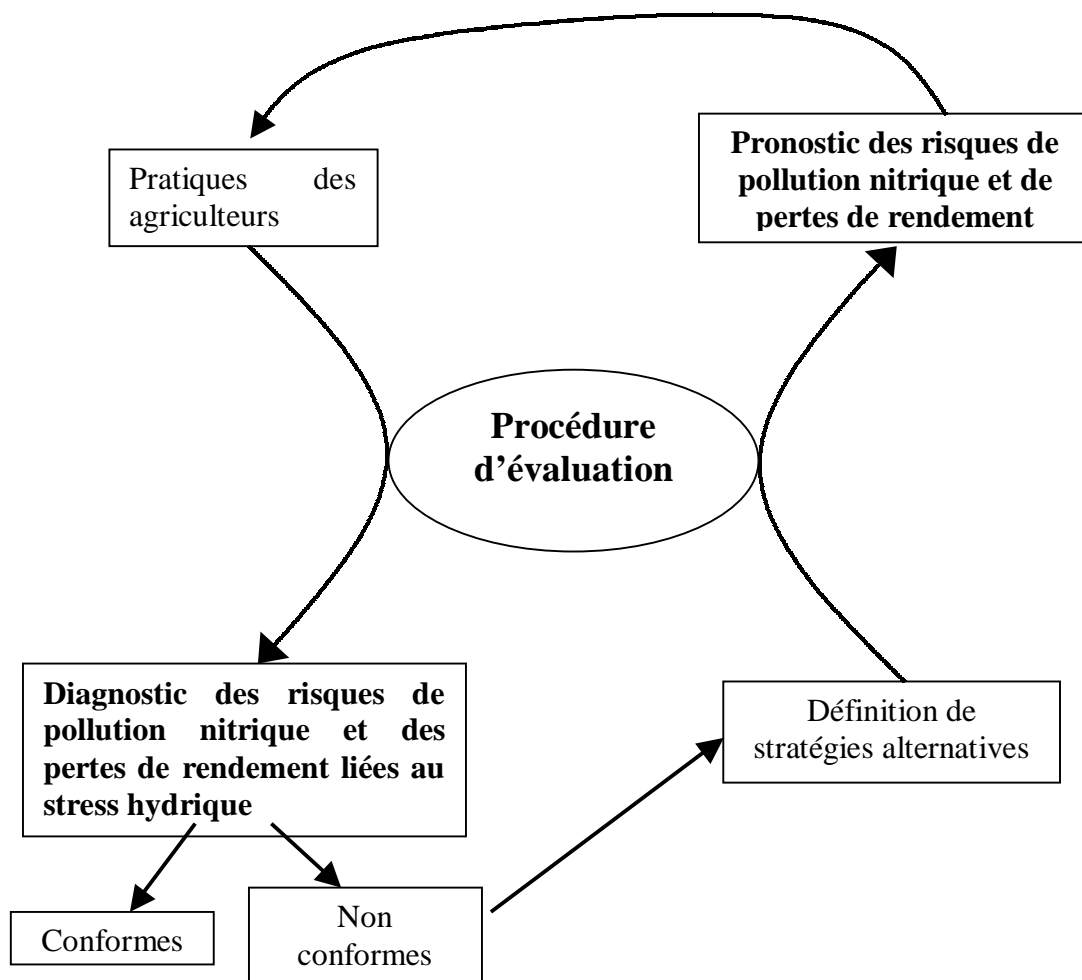 Pratiques des
agriculteurs
Pronostic des risques de
pollution nitrique et de
pertes de rendement
Procédure
d’évaluation
Diagnostic des risques de
pollution nitrique et des
pertes de rendement liées au
stress hydrique
Définition de
stratégies alternatives
Conformes
Non
conformes